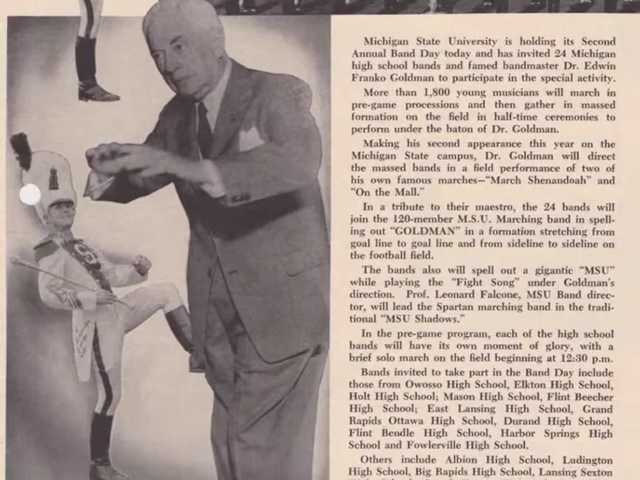 Michigan State University is holding its Second
Annual Band Day today and has invited 24 Michigan
high school bands and famed bandmaster Dr. Edwin
Franko Goldman to participate in the special activity.
More than 1,800 young musicians will march in
pre-game processions and then gather in massed
formation on the field in half-time ceremonies to
perform under the baton of Dr. Goldman.
Making his second appearance this year on the
Michigan State campus, Dr. Goldman will direct
the massed bands in a field performance of two of
his own famous marches—"March Shenandoah" and
"On the Mall."
In a tribute to their maestro, the 24 bands will
join the 120-member M.S.U. Marching band in spell-
ing out "GOLDMAN" in a formation stretching from
goal line to goal line and from sideline to sideline on
the football field.
The bands also will spell out a gigantic "MSU"
while playing the "Fight Song" under Goldman's
direction. Prof. Leonard Falcone, MSU Band direc-
tor, will lead the Spartan marching band in the tradi-
tional "MSU Shadows."
In the pre-game program, each of the high school
bands will have its own moment of glory, with a
brief solo march on the field beginning at 12:30 p.m.
Bands invited to take part in the Band Day include
those from Owosso High School, Elkton High School,
Holt High School; Mason High School, Flint Beecher
High School; East Lansing High School, Grand
Rapids Ottawa High School, Durand High School,
Flint Bendle High School, Harbor Springs High
School and Fowlerville High School.
Others include Albion High School, Ludington
High School, Big Rapids High School, Lansing Sexton